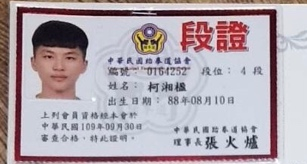 段證
中華民國跆拳道協會
編號：0164252 段位：4 段
姓名：柯湘楹
出生日期：88年08月10日
上列會員資格經本會於
中華民國109年09月30日
審查合格，特此證明。
中華民國跆拳道協會
理事長 張火爐